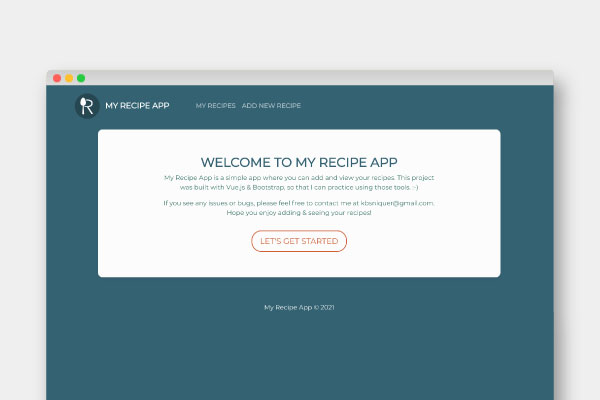 MY RECIPE APP MY RECIPES ADD NEW RECIPE
WELCOME TO MY RECIPE APP
My Recipe App is a simple app where you can add and view your recipes. This project
was built with Vue.js & Bootstrap, so that I can practice using those tools. :-)
If you see any issues or bugs, please feel free to contact me at kbsniquer@gmail.com.
Hope you enjoy adding & seeing your recipes!
LET'S GET STARTED
My Recipe App © 2021